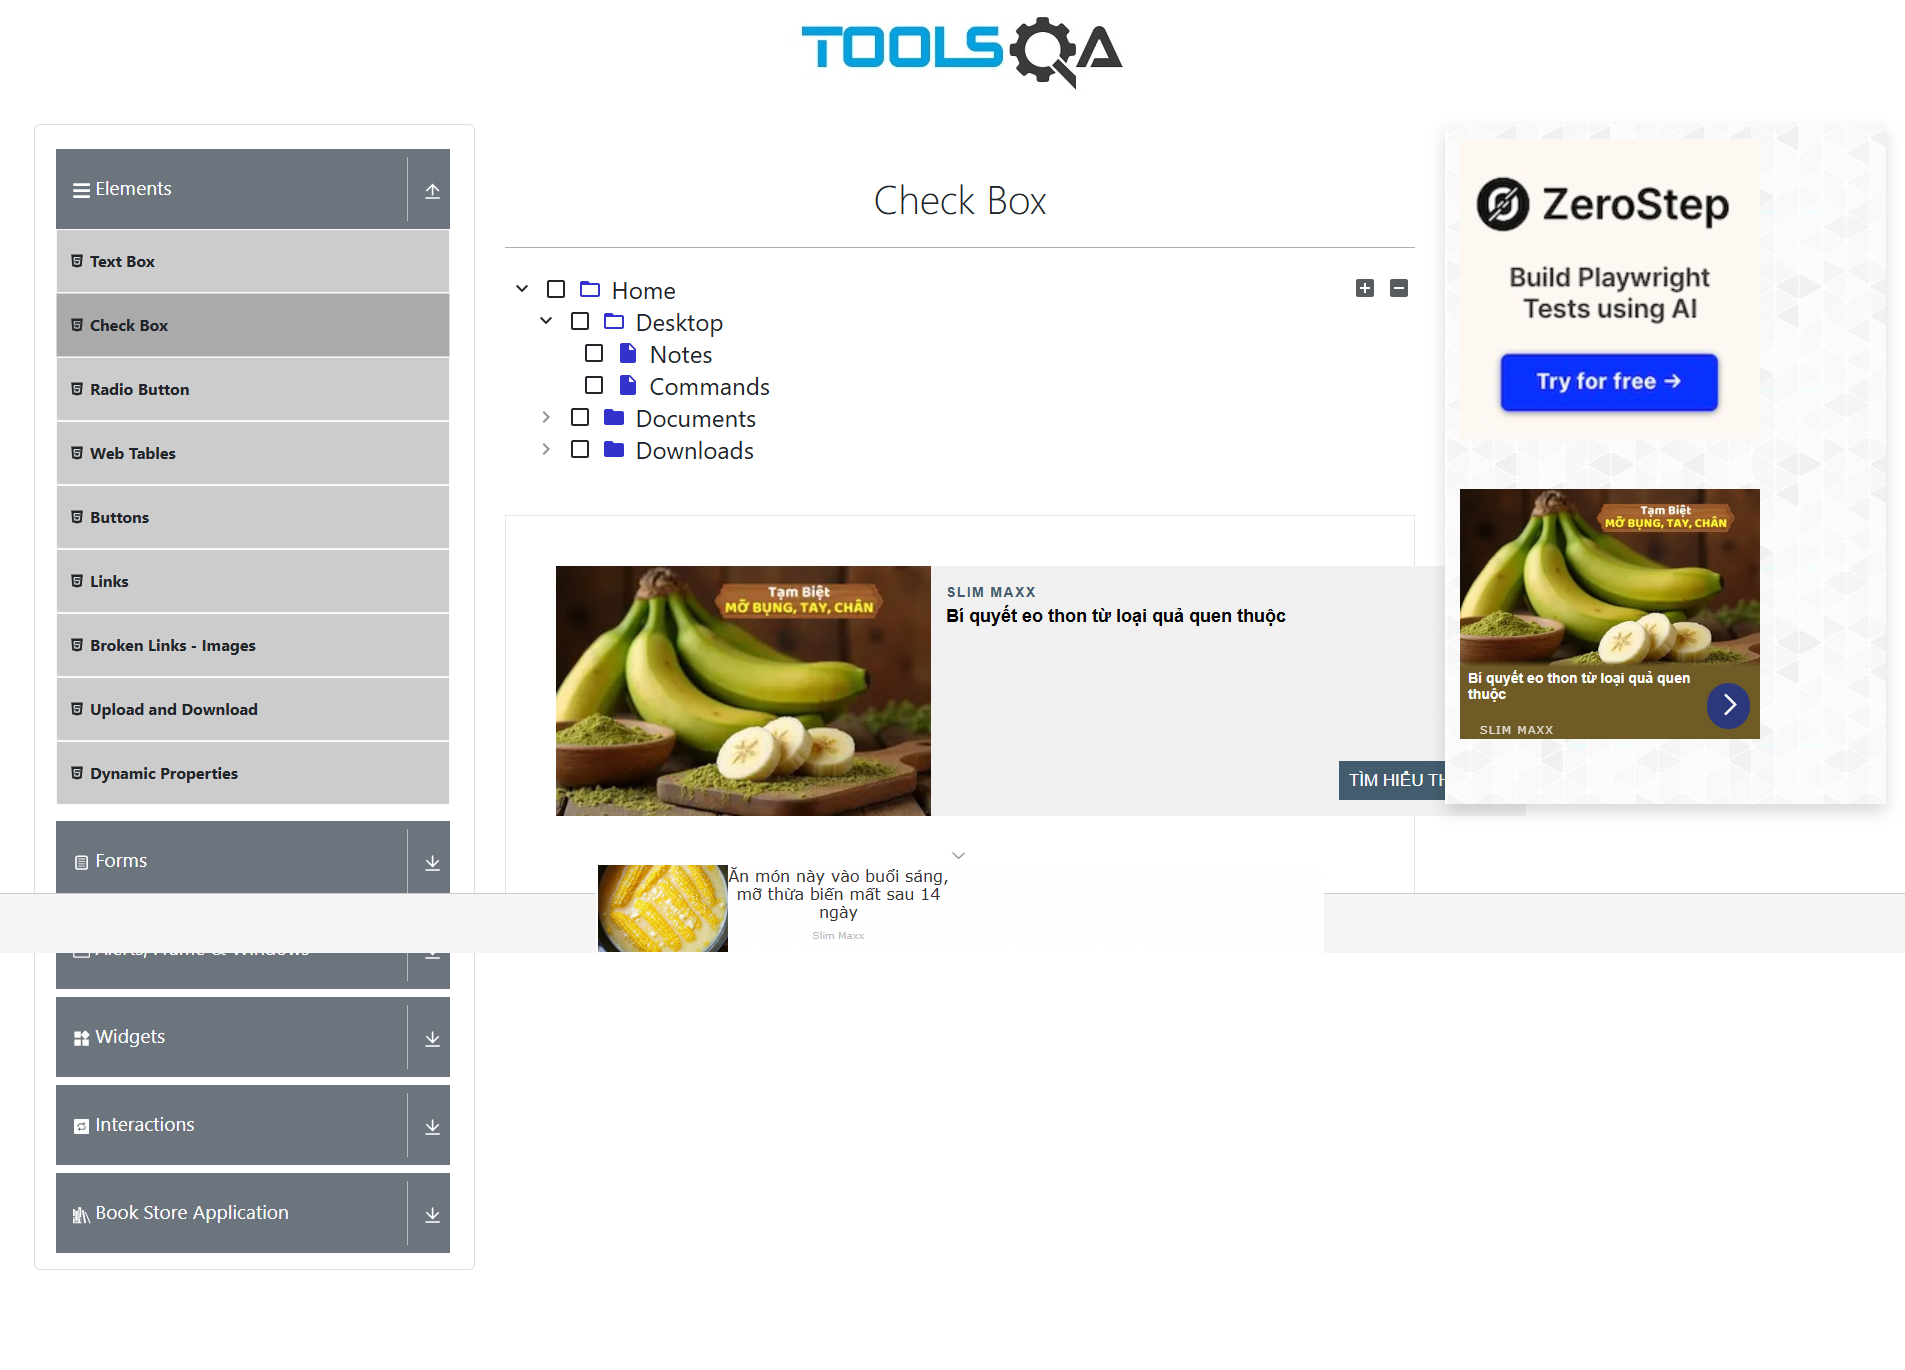 TOOLSQA
Elements
Text Box
Check Box
Radio Button
Web Tables
Buttons
Links
Broken Links - Images
Upload and Download
Dynamic Properties
Forms
Alerts, Frame & Windows
Widgets
Interactions
Book Store Application
Check Box
Home
Desktop
Notes
Commands
Documents
Downloads
Tạm Biệt
MỠ BỤNG, TAY, CHÂN
SLIM MAXX
Bí quyết eo thon từ loại quả quen thuộc
TÌM HIỂU TH
Ăn món này vào buổi sáng,
mỡ thừa biến mất sau 14
ngày
Slim Maxx
ZeroStep
Build Playwright
Tests using AI
Try for free →
Tạm Biệt
MỠ BỤNG, TAY, CHÂN
Bí quyết eo thon từ loại quả quen
thuộc
SLIM MAXX